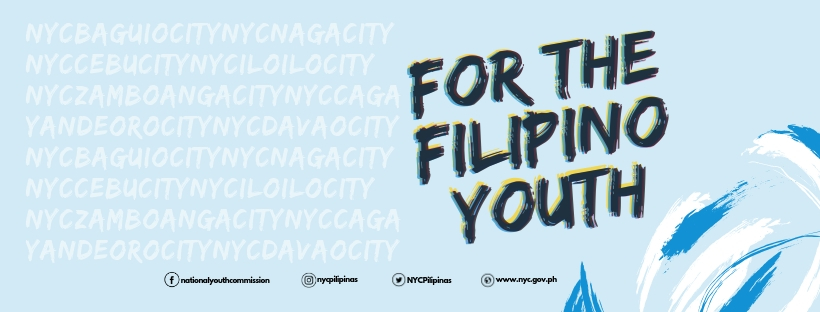 NYCBAGUIOCITYNYCNAGACITY
NYCCEBUCITYNYCILOILOCITY
NYCZAMBOANGACITYNYCCAGA
YANDEOROCITYNYCDAVAOCITY
NYCBAGUIOCITYNYCNAGACITY
NYCCEBUCITYNYCILOILOCITY
NYCZAMBOANGACITYNYCCAGA
YANDEOROCITYNYCDAVAOCITY
FOR THE
FILIPINO
YOUTH
nationalyouthcommission
nycpilipinas
NYCPilipinas
www.nyc.gov.ph